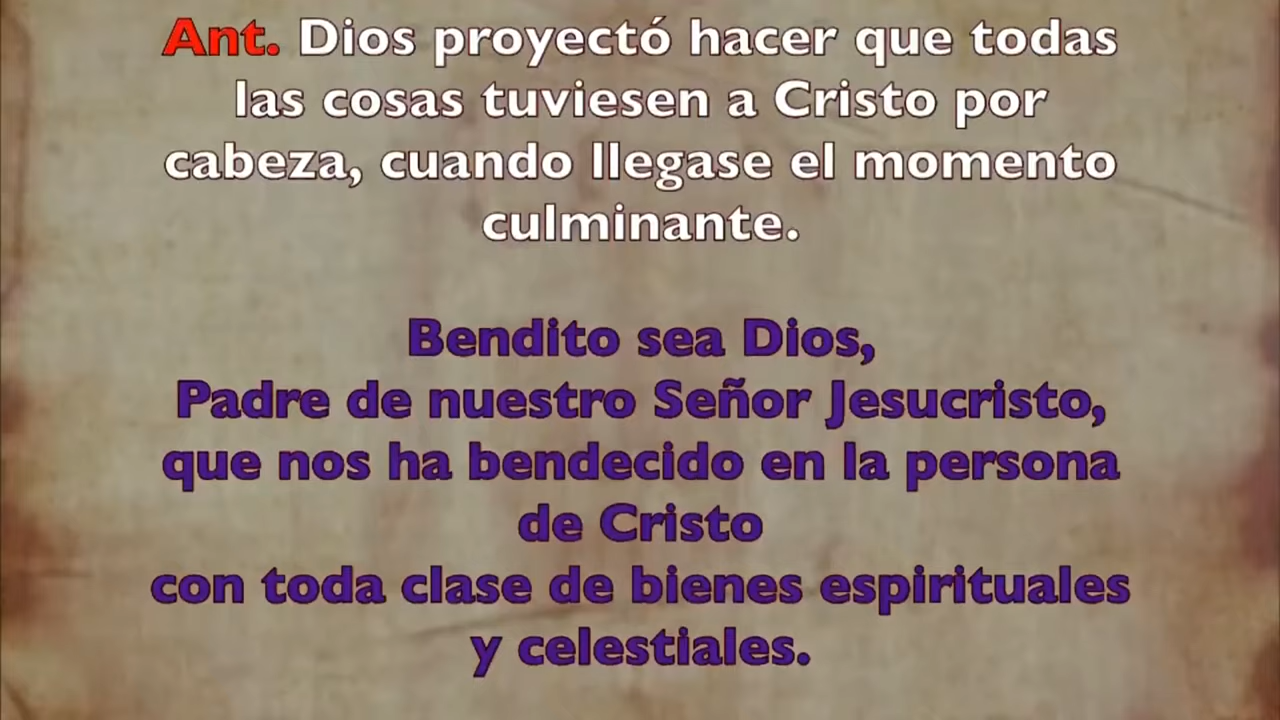 Ant. Dios proyectó hacer que todas
las cosas tuviesen a Cristo por
cabeza, cuando llegase el momento
culminante.
Bendito sea Dios,
Padre de nuestro Señor Jesucristo,
que nos ha bendecido en la persona
de Cristo
con toda clase de bienes espirituales
y celestiales.